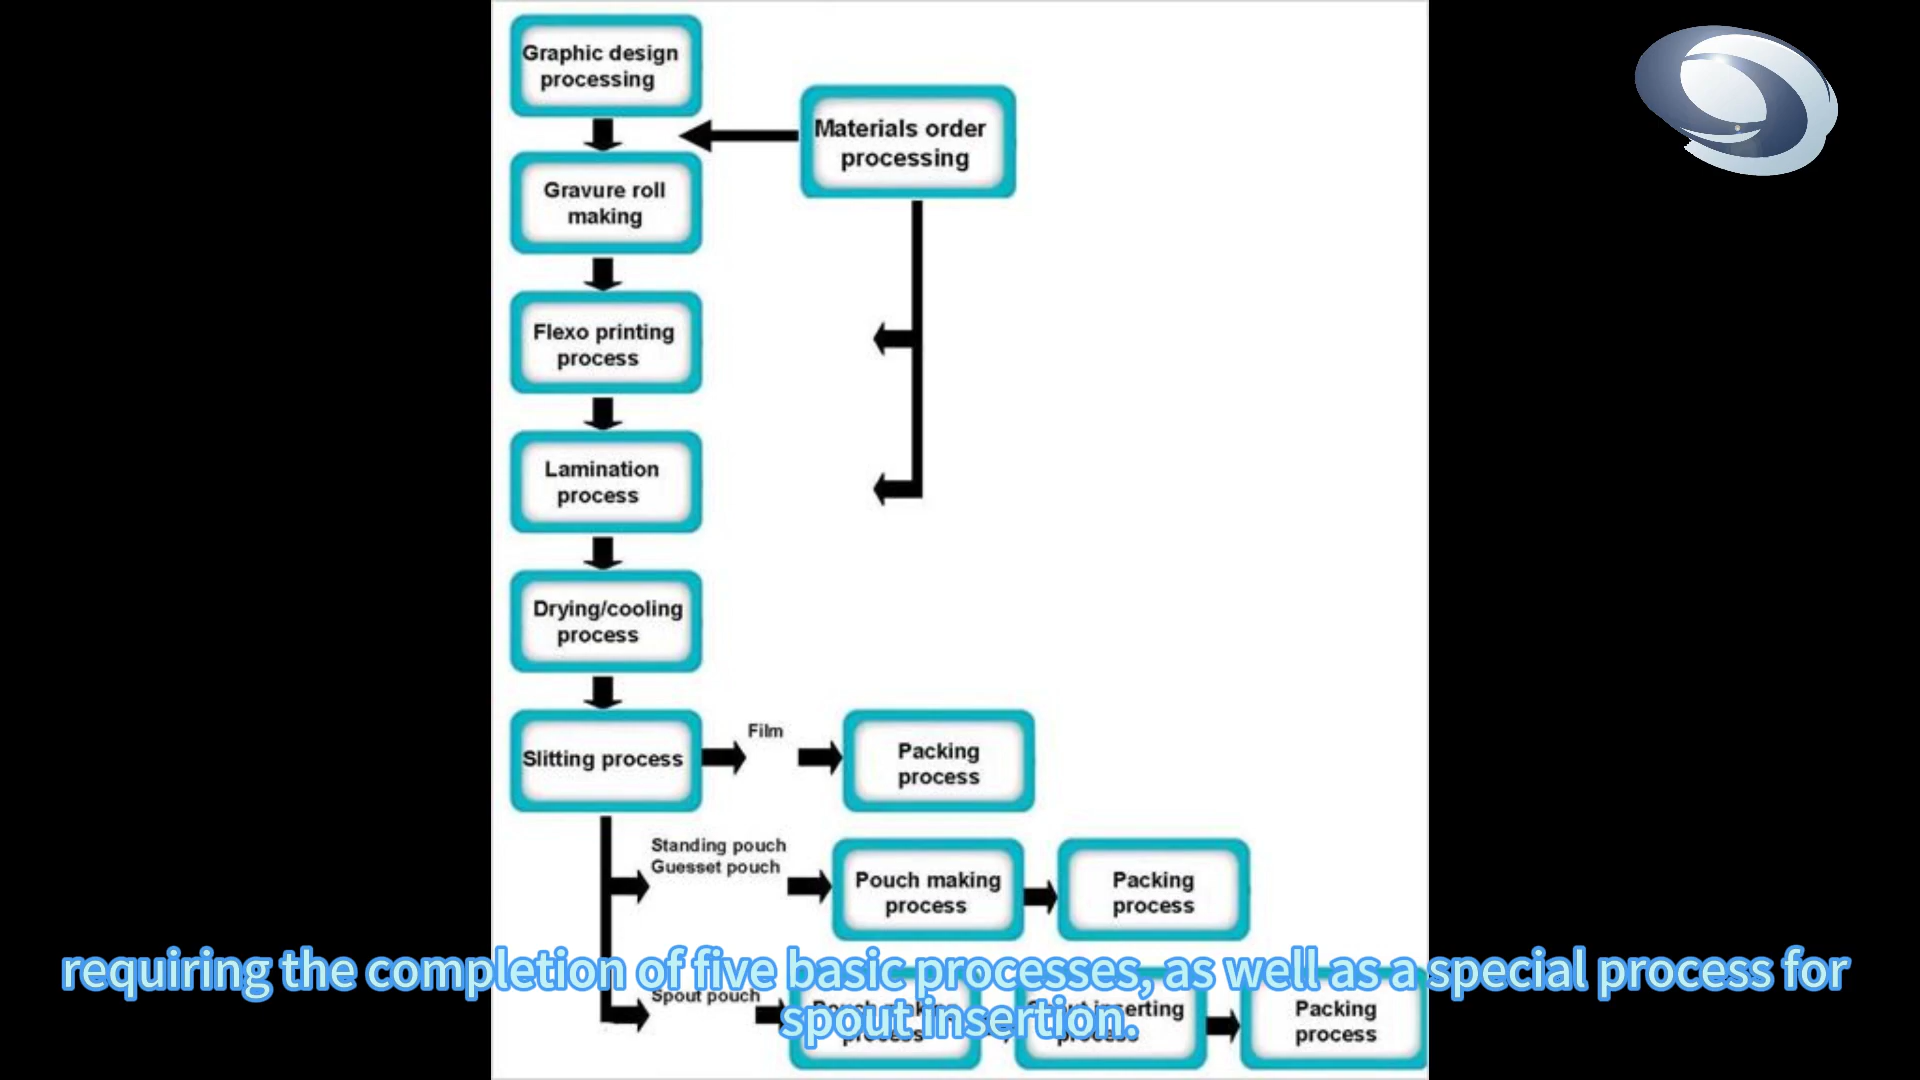 Graphic design
processing
Materials order
processing
Gravure roll
making
Flexo printing
process
Lamination
process
Drying/cooling
process
Slitting process
Film
Packing
process
Standing pouch
Guesset pouch
Pouch making
process
Packing
process
requiring the completion of five basic processes, as well as a special process for
spout insertion.
Spout pouch
process
process
Packing
process